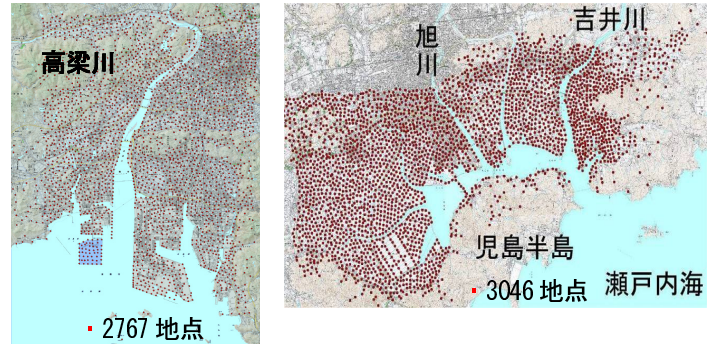 高梁川
2767 地点
旭川
吉井川
児島半島
3046 地点
瀬戸内海